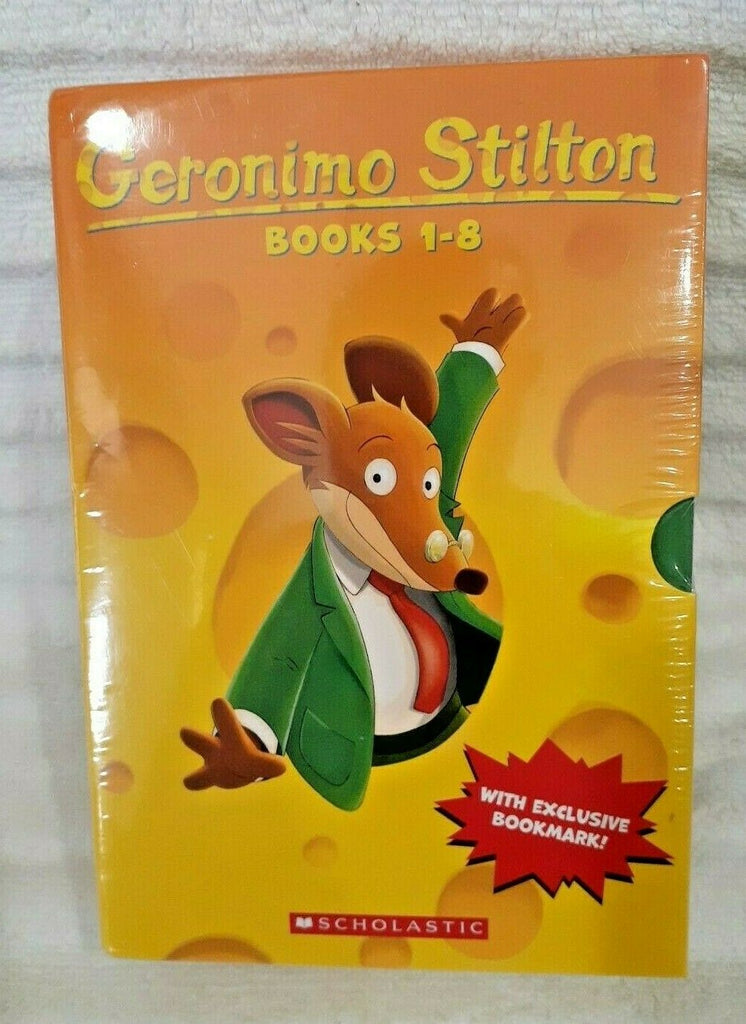 Geronimo Stilton
BOOKS 1-8
WITH EXCLUSIVE
BOOKMARK!
SCHOLASTIC